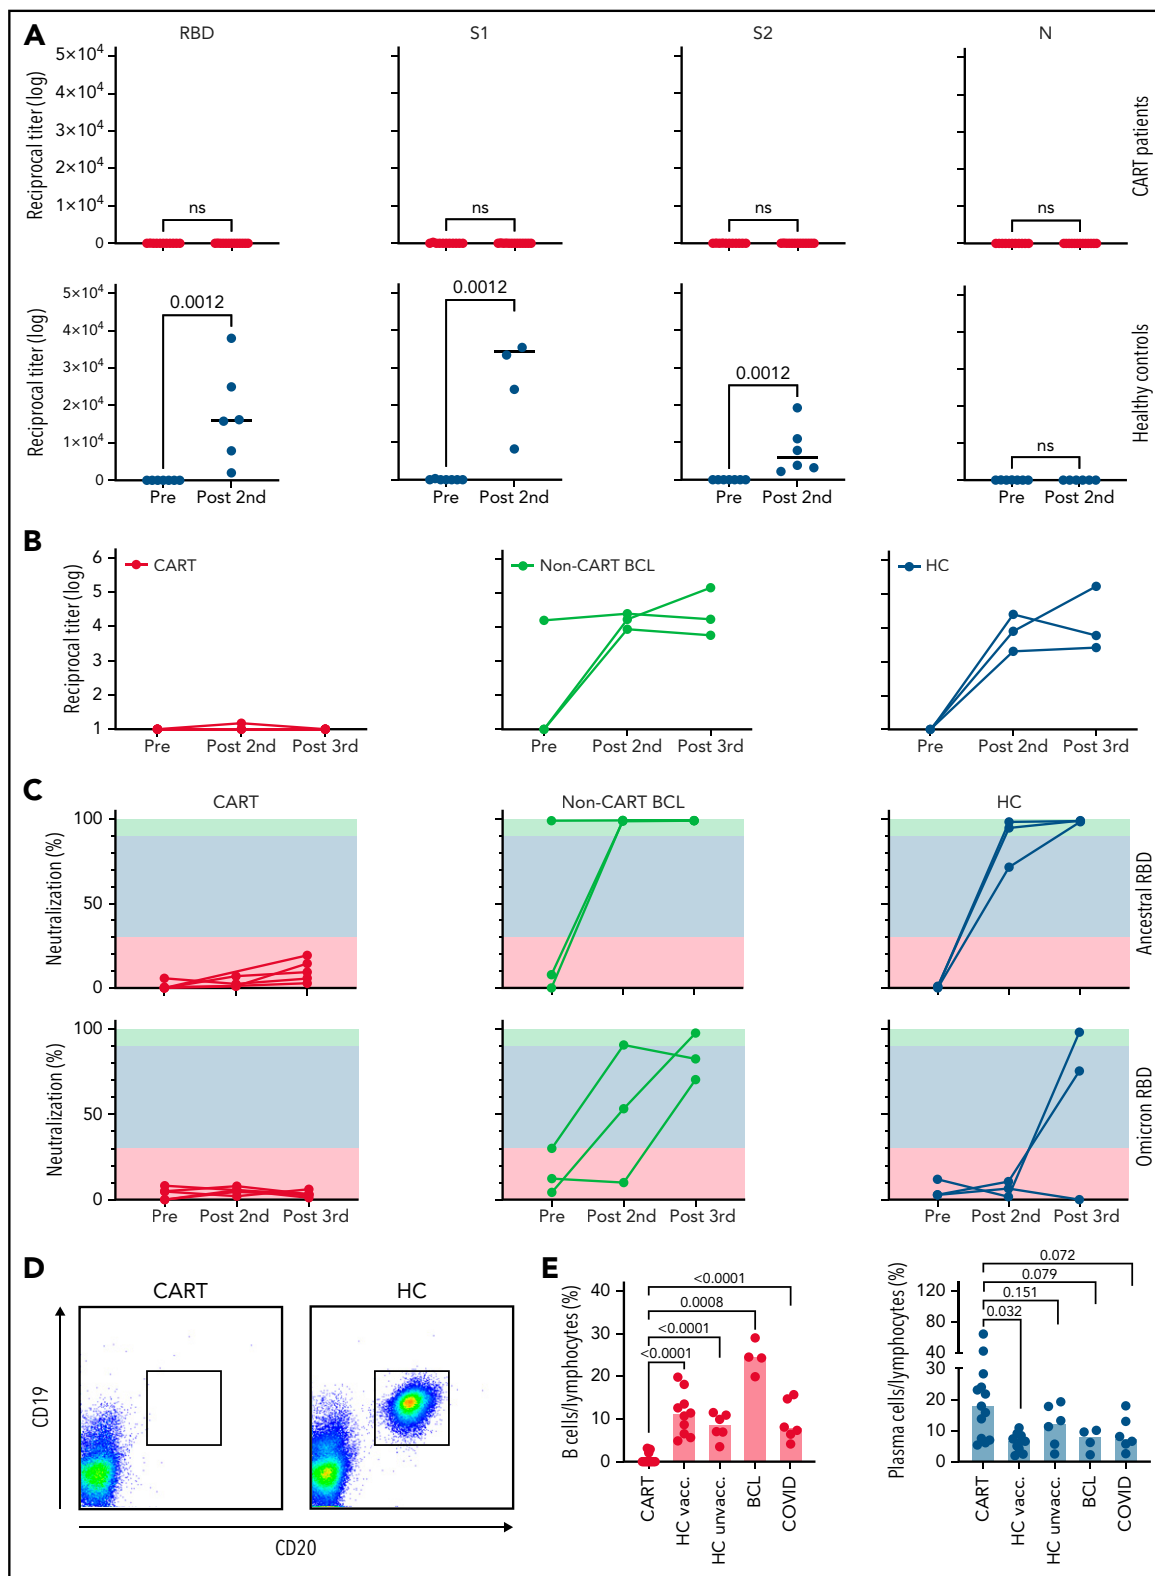 A
RBD
S1
S2
N
Reciprocal titer (log)
5×10⁴
4×10⁴
3×10⁴
2×10⁴
1×10⁴
0
ns
ns
ns
ns
CART patients
Reciprocal titer (log)
5×10⁴
4×10⁴
3×10⁴
2×10⁴
1×10⁴
0
0.0012
0.0012
0.0012
ns
Healthy controls
Pre Post 2nd
Pre Post 2nd
Pre Post 2nd
Pre Post 2nd
B
Reciprocal titer (log)
6
5
4
3
2
1
CART
Non-CART BCL
HC
Pre Post 2nd Post 3rd
Pre Post 2nd Post 3rd
Pre Post 2nd Post 3rd
C
CART
Non-CART BCL
HC
Neutralization (%)
100
50
0
Ancestral RBD
Neutralization (%)
100
50
0
Omicron RBD
Pre Post 2nd Post 3rd
Pre Post 2nd Post 3rd
Pre Post 2nd Post 3rd
D
CART
HC
CD19
CD20
E
B cells/lymphocytes (%)
40
30
20
10
0
<0.0001
0.0008
<0.0001
<0.0001
CART
HC vacc.
HC unvacc.
BCL
COVID
Plasma cells/lymphocytes (%)
120
80
40
30
20
10
0
0.072
0.079
0.151
0.032
CART
HC vacc.
HC unvacc.
BCL
COVID